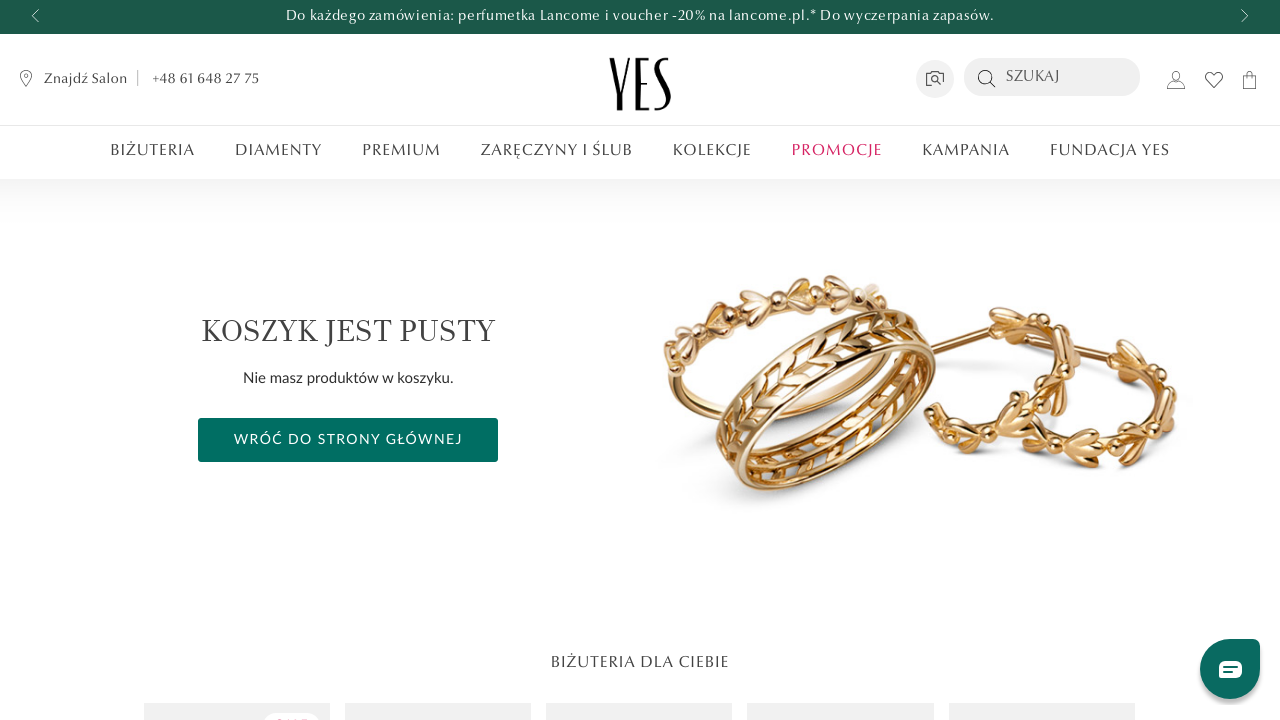 Do każdego zamówienia: perfumetka Lancome i voucher -20% na lancome.pl.* Do wyczerpania zapasów.
Znajdź Salon
+48 61 648 27 75
YES
SZUKAJ
BIŻUTERIA
DIAMENTY
PREMIUM
ZARĘCZYNY I ŚLUB
KOLEKCJE
PROMOCJE
KAMPANIA
FUNDACJA YES
KOSZYK JEST PUSTY
Nie masz produktów w koszyku.
WRÓĆ DO STRONY GŁÓWNEJ
BIŻUTERIA DLA CIEBIE